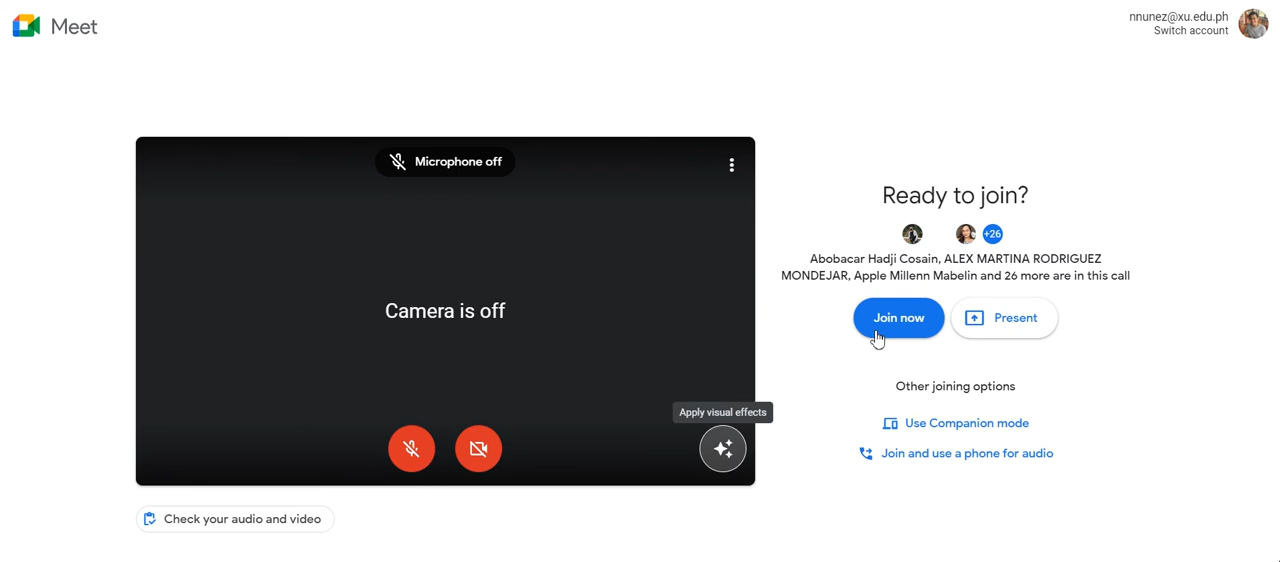 Meet
nnunez@xu.edu.ph
Switch account
Microphone off
Camera is off
Apply visual effects
Check your audio and video
Ready to join?
+26
Abobacar Hadji Cosain, ALEX MARTINA RODRIGUEZ
MONDEJAR, Apple Millenn Mabelin and 26 more are in this call
Join now
Present
Other joining options
Use Companion mode
Join and use a phone for audio